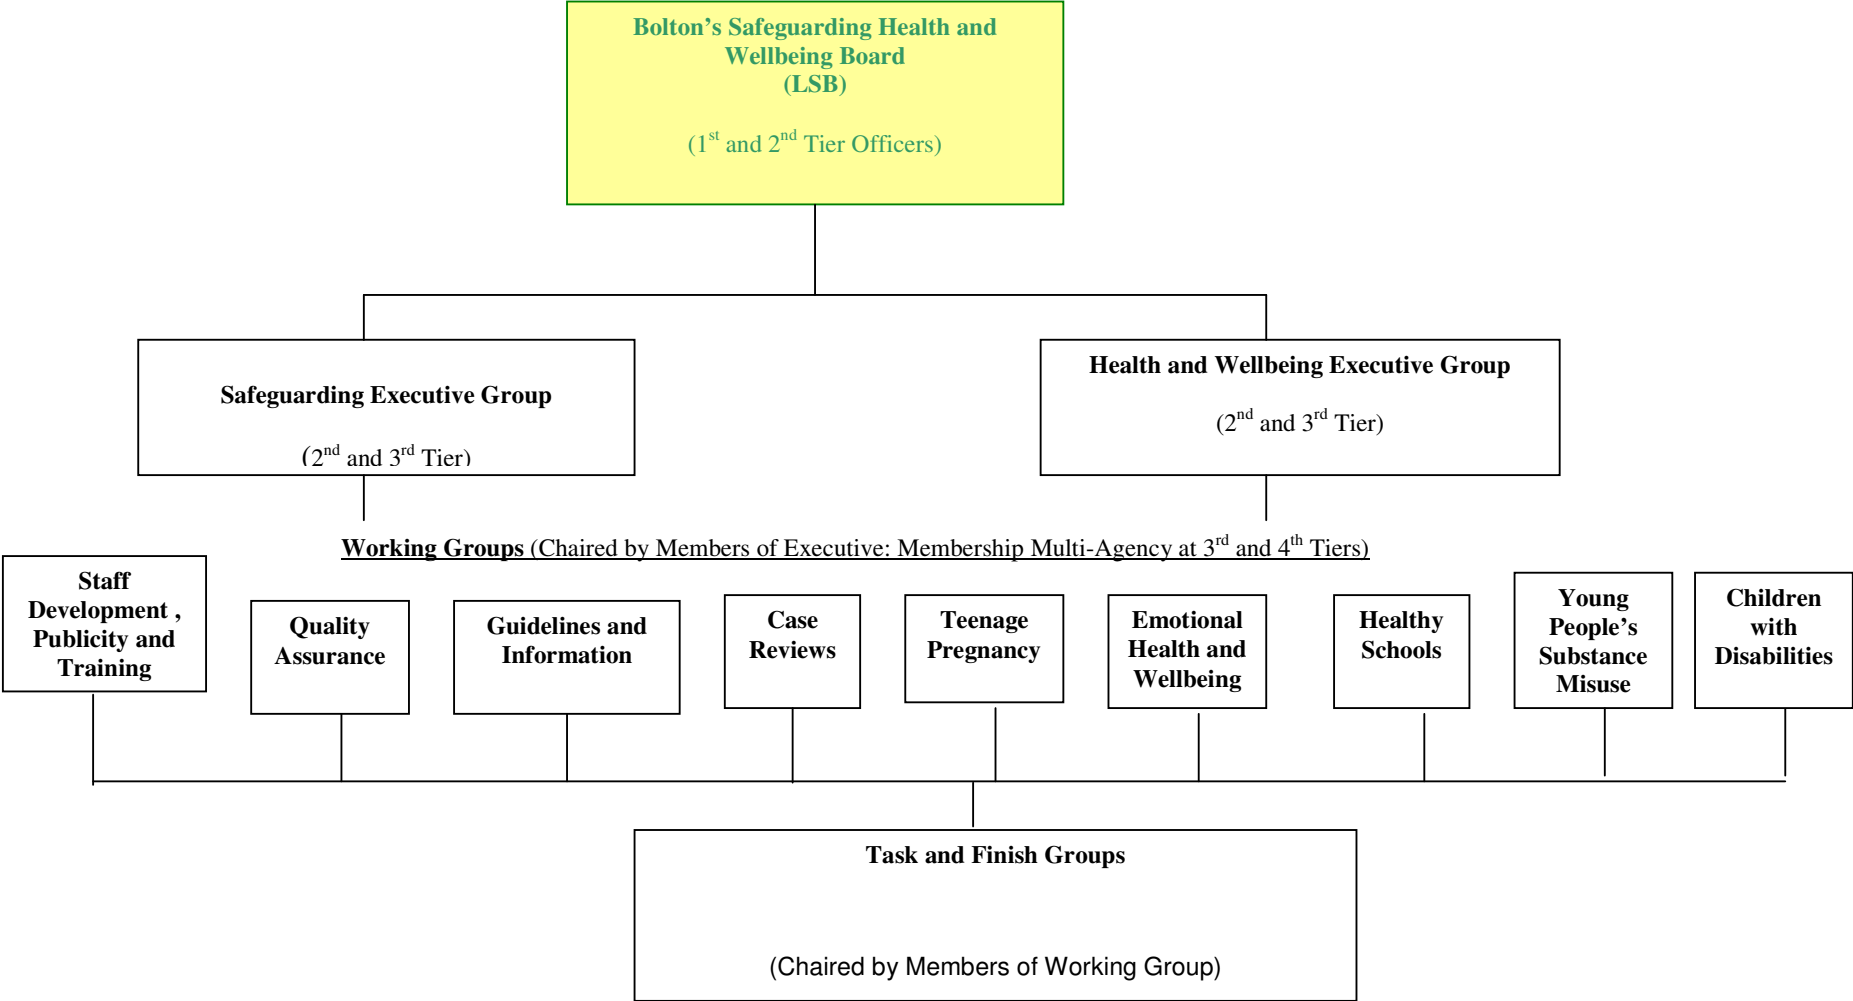 Bolton’s Safeguarding Health and
Wellbeing Board
(LSB)
(1st and 2nd Tier Officers)
Safeguarding Executive Group
(2nd and 3rd Tier)
Health and Wellbeing Executive Group
(2nd and 3rd Tier)
Working Groups (Chaired by Members of Executive: Membership Multi-Agency at 3rd and 4th Tiers)
Staff
Development ,
Publicity and
Training
Quality
Assurance
Guidelines and
Information
Case
Reviews
Teenage
Pregnancy
Emotional
Health and
Wellbeing
Healthy
Schools
Young
People’s
Substance
Misuse
Children
with
Disabilities
Task and Finish Groups
(Chaired by Members of Working Group)